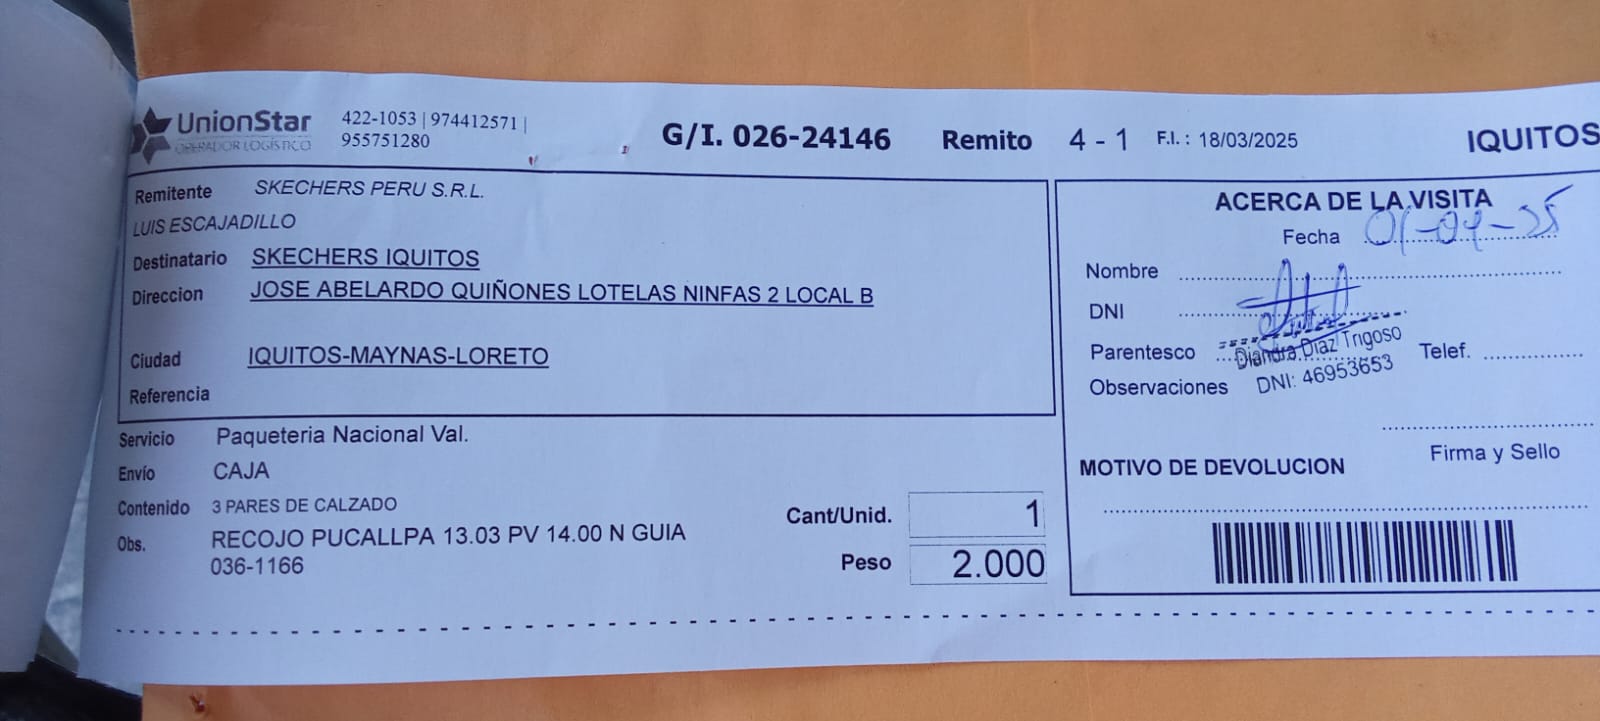 UnionStar
OPERADOR LOGÍSTICO
422-1053 | 974412571 |
955751280
G/I. 026-24146 Remito 4 - 1 F.I. : 18/03/2025 IQUITOS
Remitente SKECHERS PERU S.R.L.
LUIS ESCAJADILLO
Destinatario SKECHERS IQUITOS
Direccion JOSE ABELARDO QUIÑONES LOTELAS NINFAS 2 LOCAL B
Ciudad IQUITOS-MAYNAS-LORETO
Referencia
Servicio Paqueteria Nacional Val.
Envío CAJA
Contenido 3 PARES DE CALZADO
Obs. RECOJO PUCALLPA 13.03 PV 14.00 N GUIA
036-1166
Cant/Unid. 1
Peso 2.000
ACERCA DE LA VISITA
Fecha 01-04-25
Nombre
DNI
Parentesco Diandra Diaz Trigoso Telef.
Observaciones DNI: 46953653
Firma y Sello
MOTIVO DE DEVOLUCION